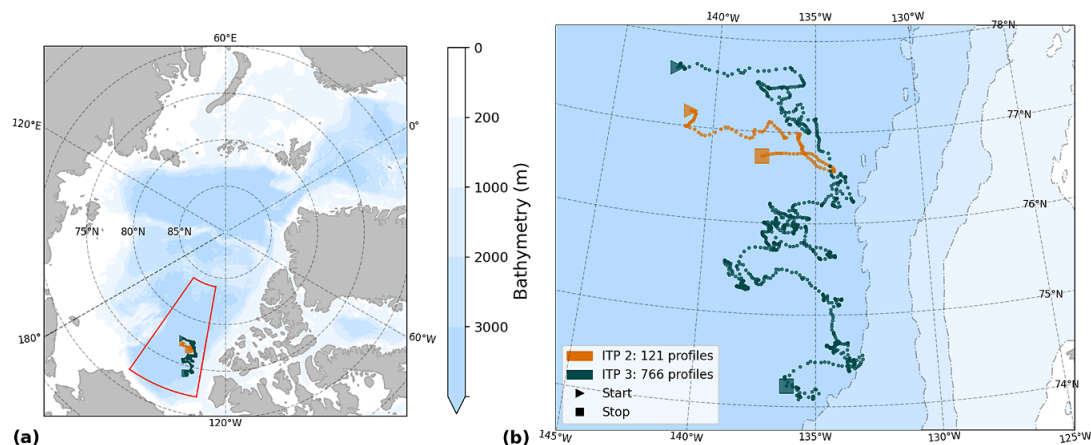 60°E
120°E
0°
75°N 80°N 85°N
180°
60°W
120°W
(a)
0
200
1000
2000
3000
Bathymetry (m)
140°W 135°W 130°W
78°N
77°N
76°N
75°N
74°N
ITP 2: 121 profiles
ITP 3: 766 profiles
Start
Stop
145°W 140°W 135°W 130°W 125°W
(b)